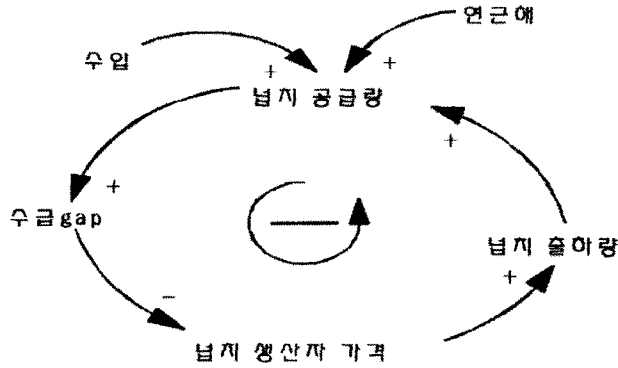 연근해
수입
+
+
넙치 공급량
+
+
수급gap
넙치 출하량
+
−
넙치 생산자 가격